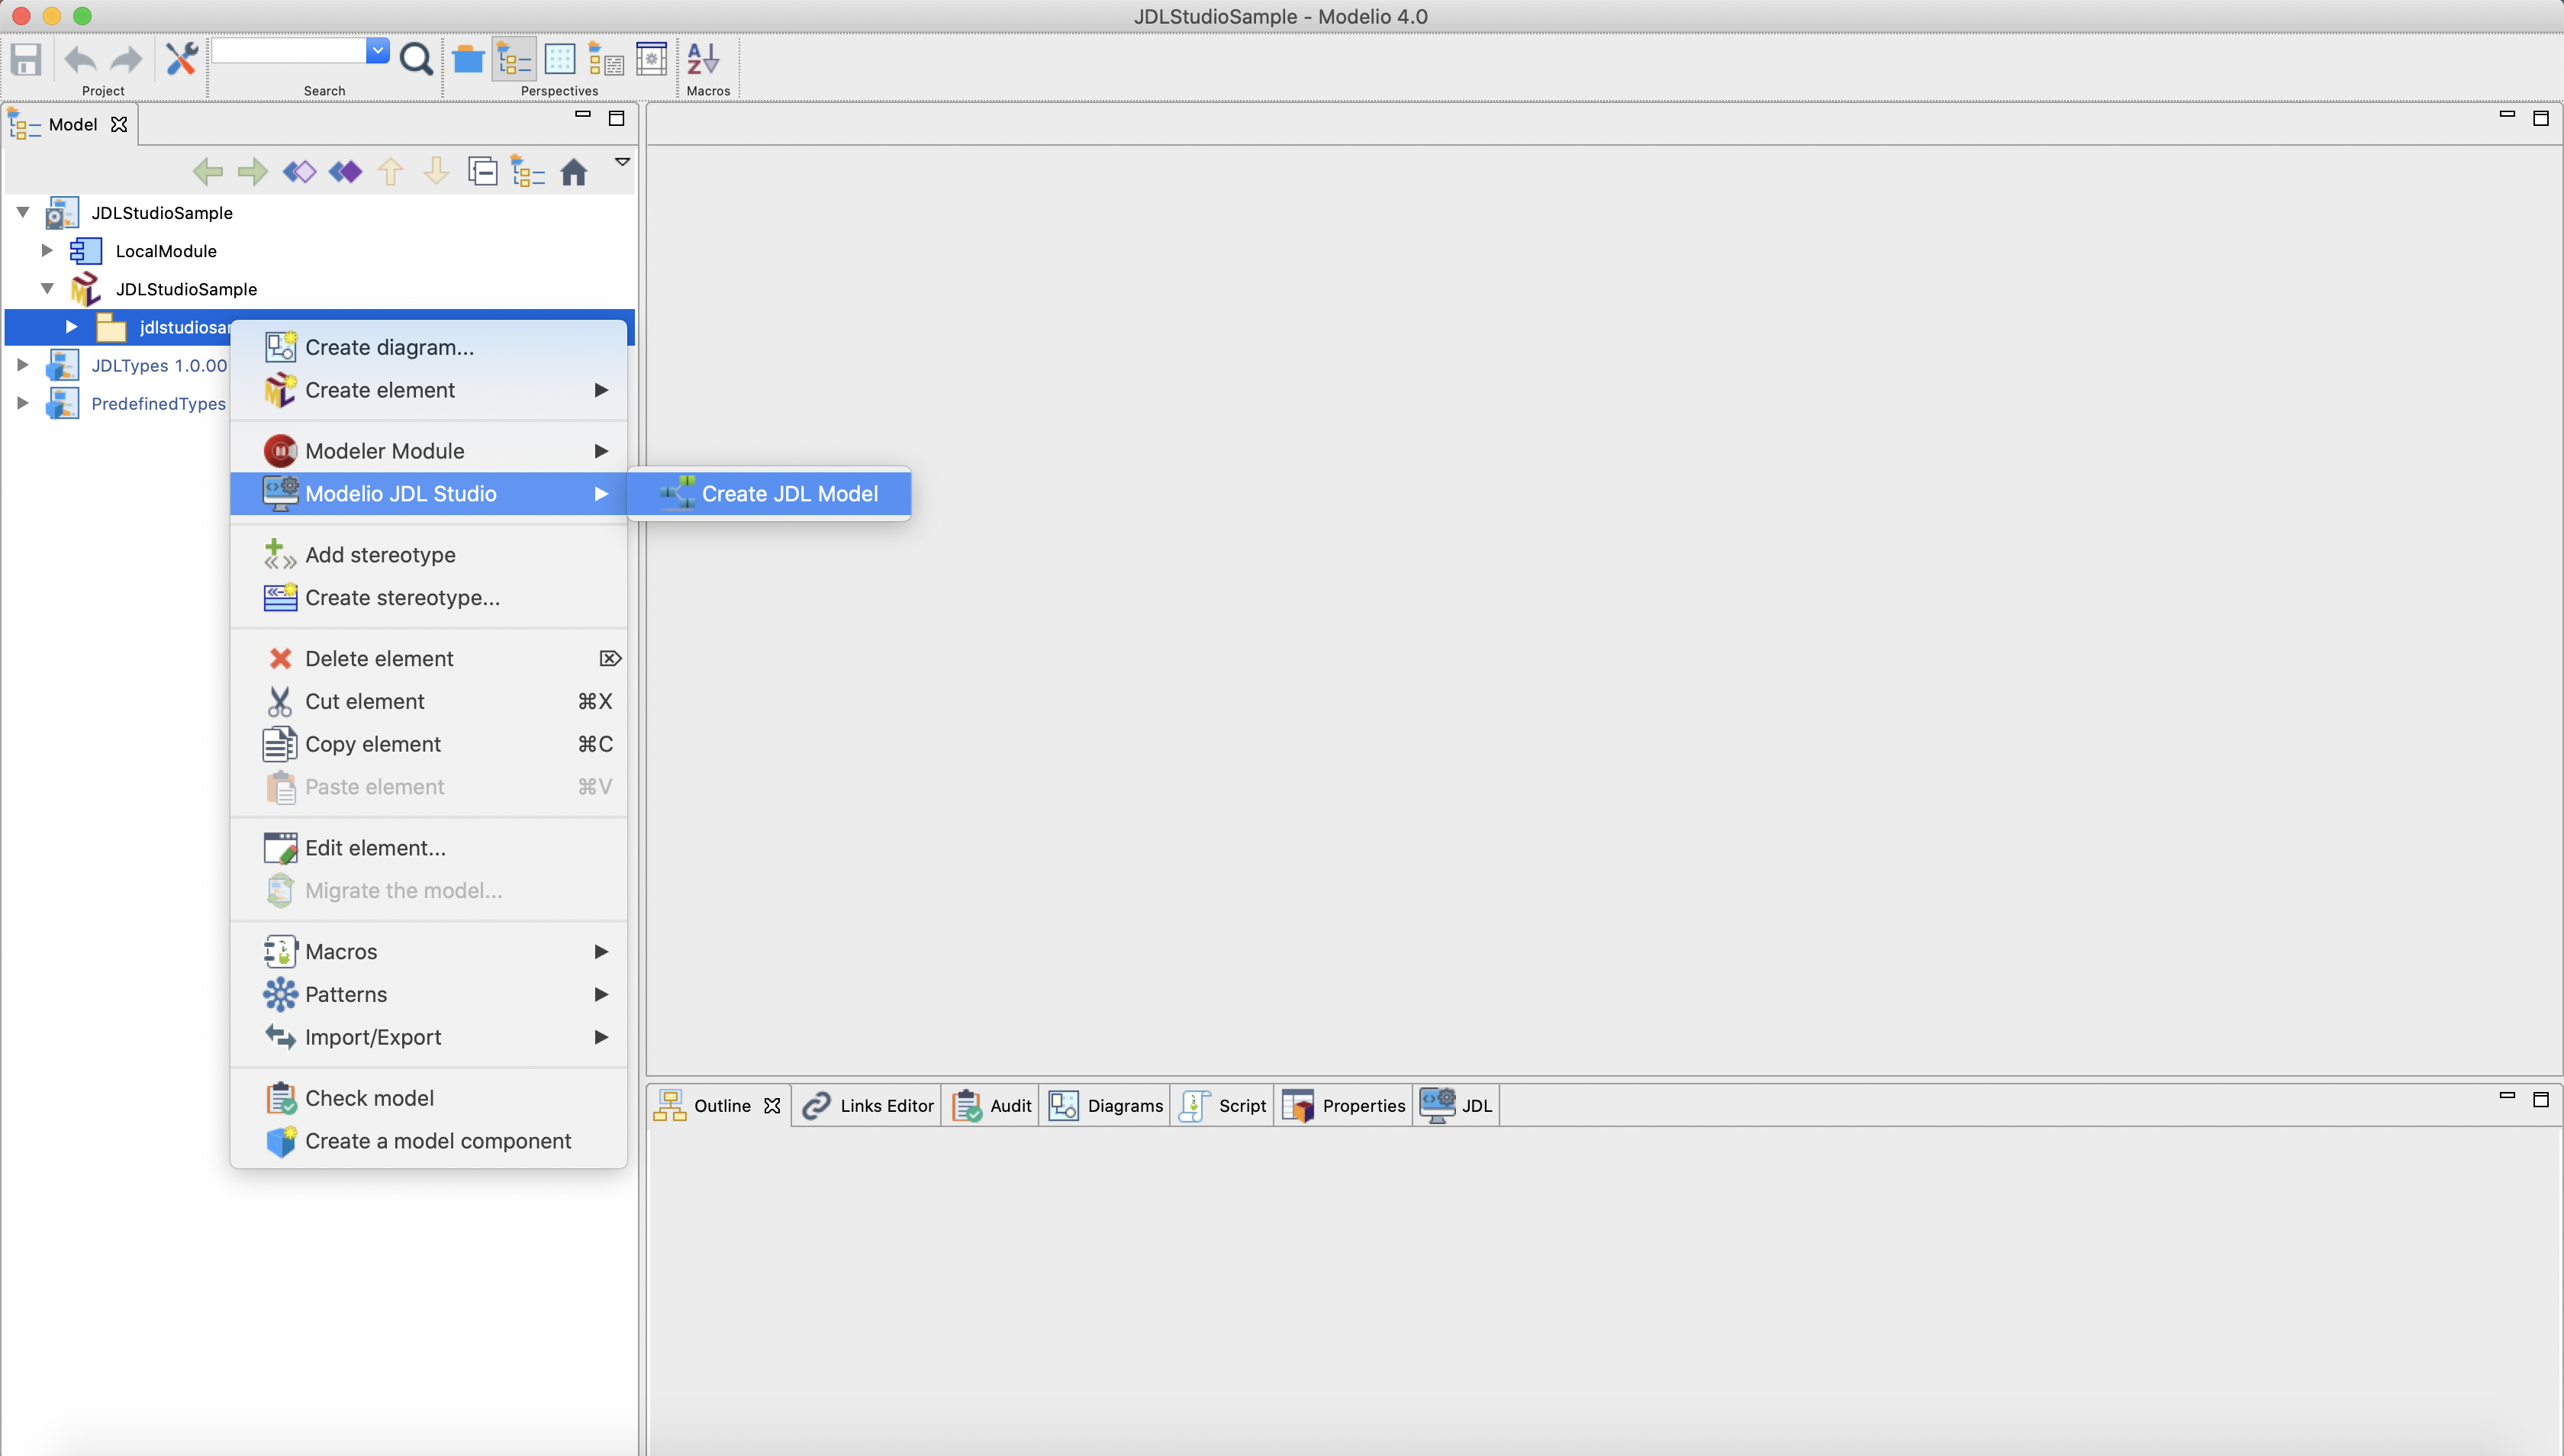 JDLStudioSample - Modelio 4.0
Project
Search
Perspectives
Macros
Model
JDLStudioSample
LocalModule
JDLStudioSample
JDLTypes 1.0.00
PredefinedTypes
Create diagram...
Create element
Modeler Module
Modelio JDL Studio
Create JDL Model
Add stereotype
Create stereotype...
Delete element
Cut element ⌘X
Copy element ⌘C
Paste element ⌘V
Edit element...
Migrate the model...
Macros
Patterns
Import/Export
Check model
Create a model component
Outline
Links Editor
Audit
Diagrams
Script
Properties
JDL